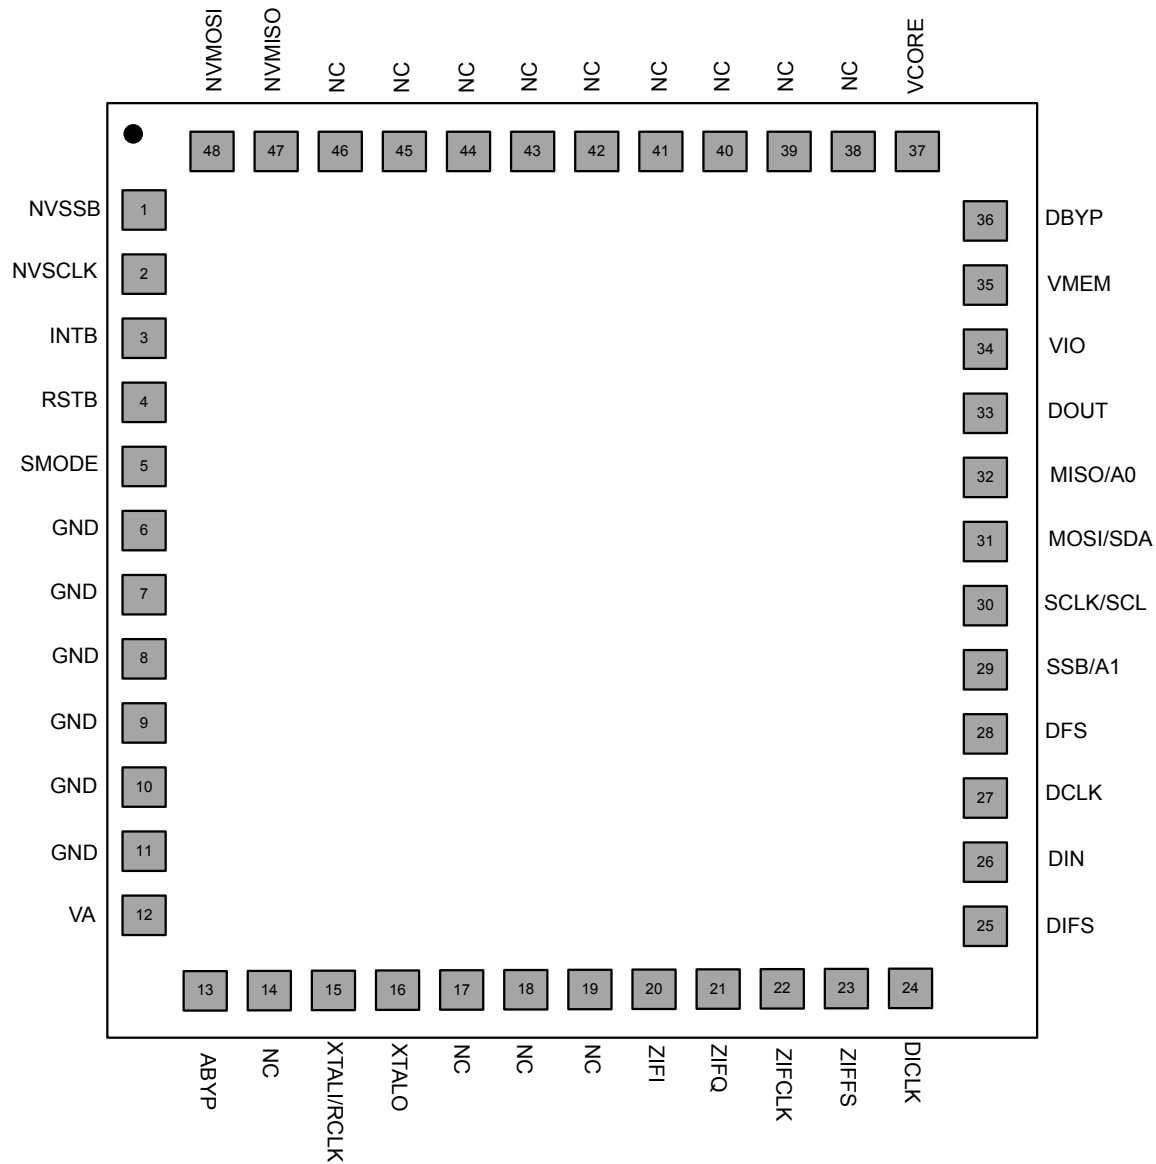 NVMOSI NVMISO NC NC NC NC NC NC NC NC NC VCORE
48 47 46 45 44 43 42 41 40 39 38 37
NVSSB 1 36 DBYP
NVSCLK 2 35 VMEM
INTB 3 34 VIO
RSTB 4 33 DOUT
SMODE 5 32 MISO/A0
GND 6 31 MOSI/SDA
GND 7 30 SCLK/SCL
GND 8 29 SSB/A1
GND 9 28 DFS
GND 10 27 DCLK
GND 11 26 DIN
VA 12 25 DIFS
13 14 15 16 17 18 19 20 21 22 23 24
ABYP NC XTALI/RCLK XTALO NC NC NC ZIFI ZIFQ ZIFCLK ZIFFS DICLK